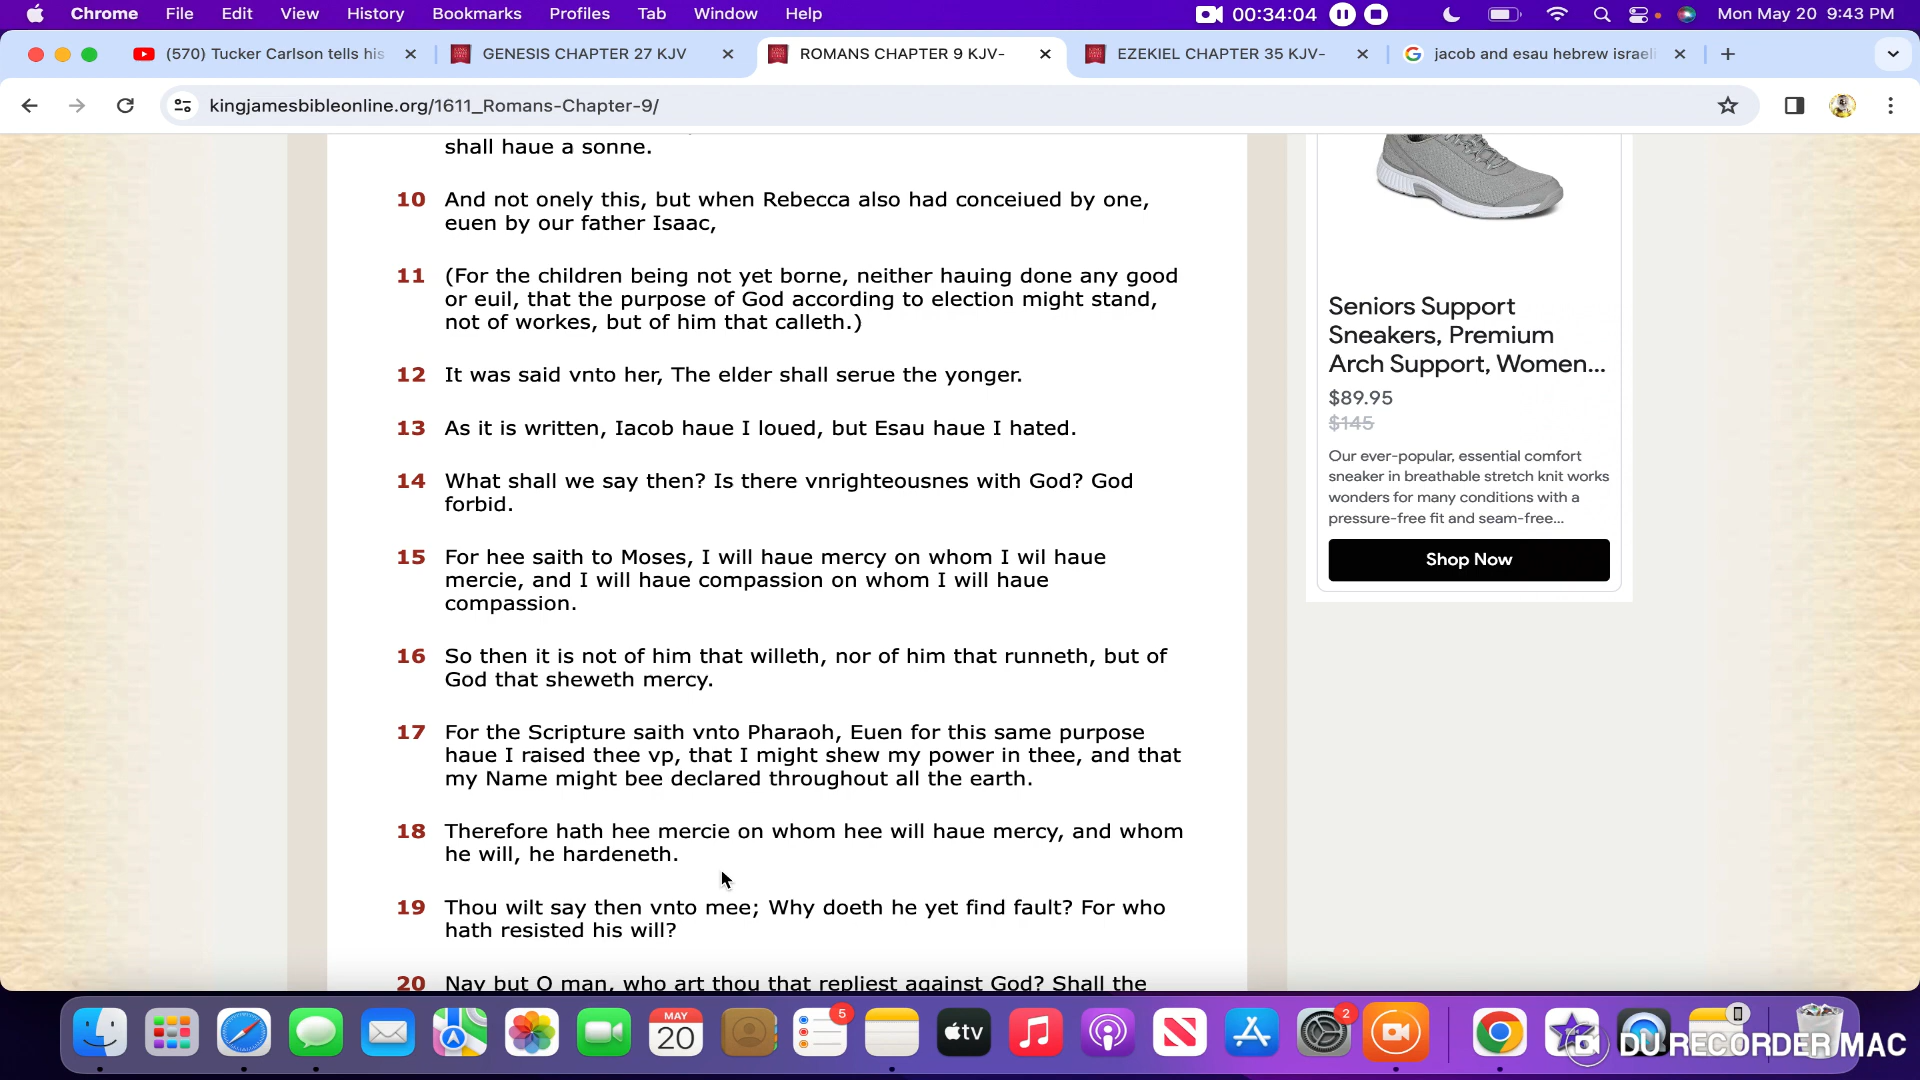 Chrome File Edit View History Bookmarks Profiles Tab Window Help 00:34:04 Mon May 20 9:43 PM
(570) Tucker Carlson tells his GENESIS CHAPTER 27 KJV ROMANS CHAPTER 9 KJV- EZEKIEL CHAPTER 35 KJV- jacob and esau hebrew israeli
kingjamesbibleonline.org/1611_Romans-Chapter-9/
shall haue a sonne.
10 And not onely this, but when Rebecca also had conceiued by one,
euen by our father Isaac,
11 (For the children being not yet borne, neither hauing done any good
or euil, that the purpose of God according to election might stand,
not of workes, but of him that calleth.)
12 It was said vnto her, The elder shall serue the yonger.
13 As it is written, Iacob haue I loued, but Esau haue I hated.
14 What shall we say then? Is there vnrighteousnes with God? God
forbid.
15 For hee saith to Moses, I will haue mercy on whom I wil haue
mercie, and I will haue compassion on whom I will haue
compassion.
16 So then it is not of him that willeth, nor of him that runneth, but of
God that sheweth mercy.
17 For the Scripture saith vnto Pharaoh, Euen for this same purpose
haue I raised thee vp, that I might shew my power in thee, and that
my Name might bee declared throughout all the earth.
18 Therefore hath hee mercie on whom hee will haue mercy, and whom
he will, he hardeneth.
19 Thou wilt say then vnto mee; Why doeth he yet find fault? For who
hath resisted his will?
20 Nay but O man, who art thou that repliest against God? Shall the
Seniors Support
Sneakers, Premium
Arch Support, Women...
$89.95
$145
Our ever-popular, essential comfort
sneaker in breathable stretch knit works
wonders for many conditions with a
pressure-free fit and seam-free...
Shop Now
MAY
20
5
tv
2
DU RECORDER MAC